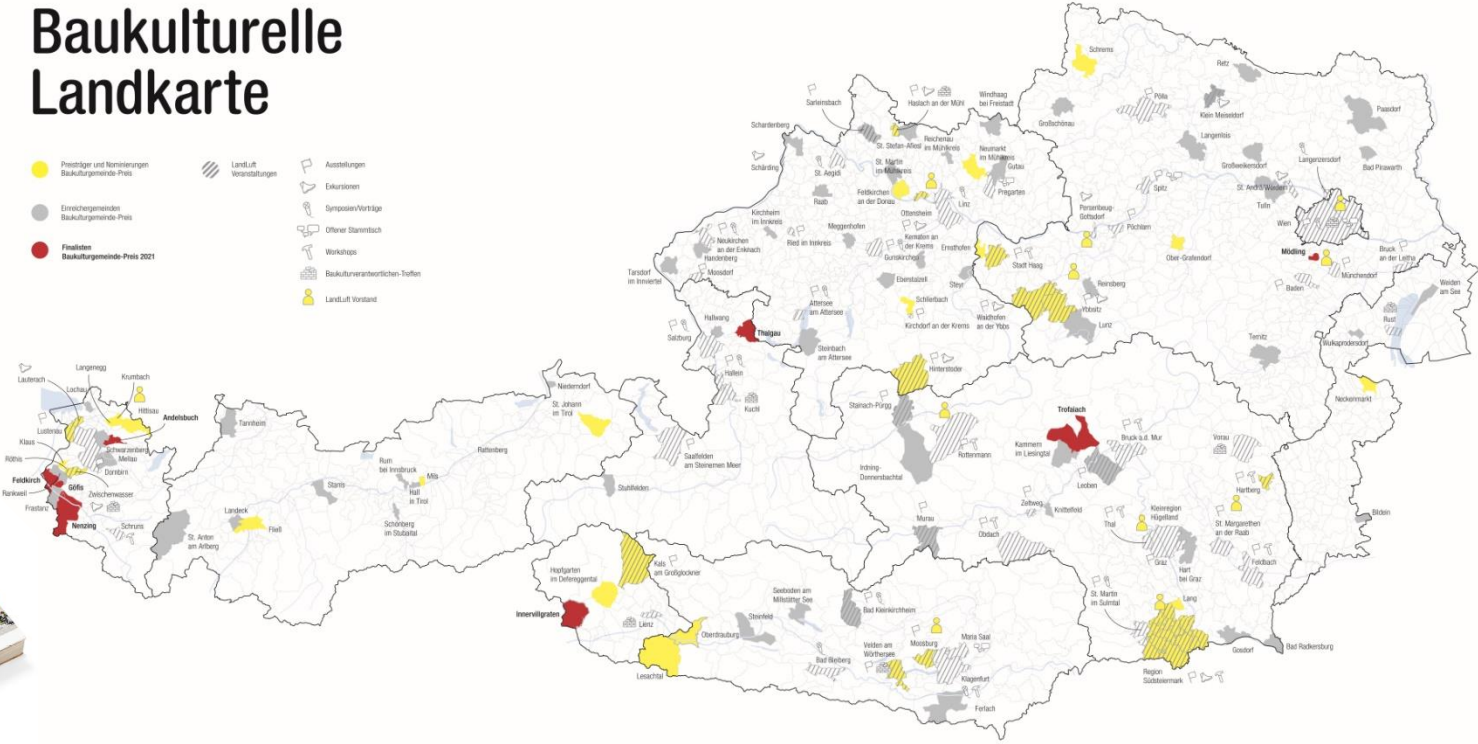 Baukulturelle
Landkarte
Preisträger und Nominierungen
Baukulturgemeinde-Preis
Einreichergemeinden
Baukulturgemeinde-Preis
Finalisten
Baukulturgemeinde-Preis 2021
LandLuft
Veranstaltungen
Ausstellungen
Exkursionen
Symposien/Vorträge
Offener Stammtisch
Workshops
Baukulturverantwortlichen-Treffen
LandLuft Vorstand
Schrems
Retz
Pölla
Klein Meiseldorf
Paasdorf
Großschönau
Langenlois
Großweikersdorf
Langenzersdorf
Bad Pirawarth
Spitz
St. Andrä/Wördern
Tulln
Wien
Persenbeug-
Gottsdorf
Pöchlarn
Ober-Grafendorf
Mödling
Münchendorf
Bruck
an der Leitha
Baden
Weiden
am See
Rust
Wulkaprodersdorf
Ternitz
Neckenmarkt
Stadt Haag
Reinsberg
Ybbsitz
Lunz
Waidhofen
an der Ybbs
Sarleinsbach
Haslach an der Mühl
Windhaag
bei Freistadt
Schardenberg
St. Stefan-Afiesl
Reichenau
im Mühlkreis
Neumarkt
im Mühlkreis
Gutau
Schärding
St. Aegidi
St. Martin
im Mühlkreis
Pregarten
Raab
Feldkirchen
an der Donau
Linz
Ottensheim
Kirchheim
im Innkreis
Ried im Innkreis
Meggenhofen
Kematen an
der Krems
Ernsthofen
Neukirchen
an der Enknach
Handenberg
Gunskirchen
Tarsdorf
im Innviertel
Moosdorf
Eberstalzell
Steyr
Attersee
am Attersee
Schlierbach
Kirchdorf an der Krems
Hallwang
Salzburg
Thalgau
Steinbach
am Attersee
Hallein
Kuchl
Hinterstoder
Stainach-Pürgg
Rottenmann
Irdning-
Donnersbachtal
Trofaiach
Kammern
im Liesingtal
Bruck a.d. Mur
Leoben
Vorau
Hartberg
Zeltweg
Knittelfeld
Kleinregion
Hügelland
Thal
St. Margarethen
an der Raab
Murau
Obdach
Graz
Hart
bei Graz
Feldbach
Bildein
St. Martin
im Sulmtal
Lang
Gosdorf
Bad Radkersburg
Region
Südsteiermark
Langenegg
Krumbach
Lauterach
Lochau
Hittisau
Andelsbuch
Lustenau
Klaus
Schwarzenberg
Mellau
Röthis
Dornbirn
Feldkirch
Göfis
Rankweil
Zwischenwasser
Frastanz
Nenzing
Schruns
Tannheim
St. Anton
am Arlberg
Landeck
Fließ
Stams
Rum
bei Innsbruck
Mils
Hall
in Tirol
Schönberg
im Stubaital
Rattenberg
Niederndorf
St. Johann
in Tirol
Saalfelden
am Steinernen Meer
Stuhlfelden
Hopfgarten
im Defereggental
Kals
am Großglockner
Innervillgraten
Lienz
Oberdrauburg
Lesachtal
Steinfeld
Seeboden am
Millstätter See
Bad Kleinkirchheim
Bad Bleiberg
Velden am
Wörthersee
Moosburg
Maria Saal
Klagenfurt
Ferlach